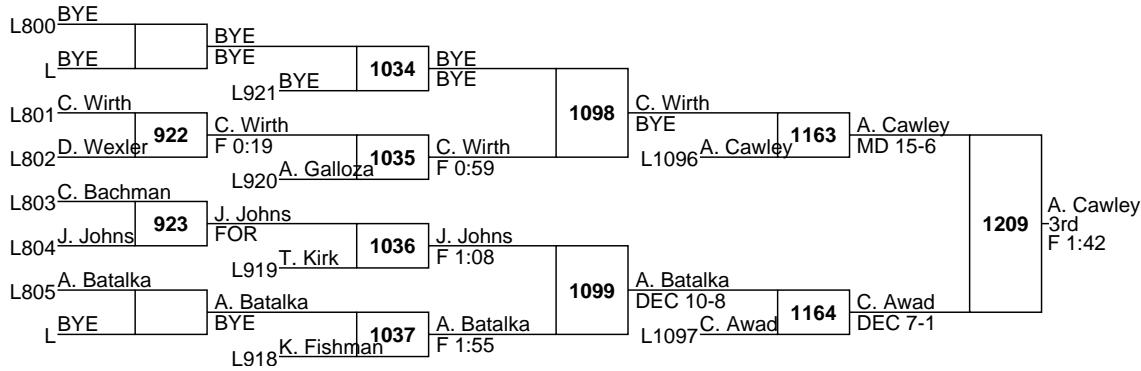 L800 BYE
BYE
BYE
L BYE
1034
BYE
BYE
L921 BYE
L801 C. Wirth
922
C. Wirth
F 0:19
L802 D. Wexler
1035
C. Wirth
F 0:59
L920 A. Galloza
1098
C. Wirth
BYE
L1096 A. Cawley
1163
A. Cawley
MD 15-6
L803 C. Bachman
923
J. Johns
FOR
L804 J. Johns
1036
J. Johns
F 1:08
L919 T. Kirk
1209
A. Cawley
3rd
F 1:42
L805 A. Batalka
A. Batalka
BYE
L BYE
1037
A. Batalka
F 1:55
L918 K. Fishman
1099
A. Batalka
DEC 10-8
L1097 C. Awad
1164
C. Awad
DEC 7-1